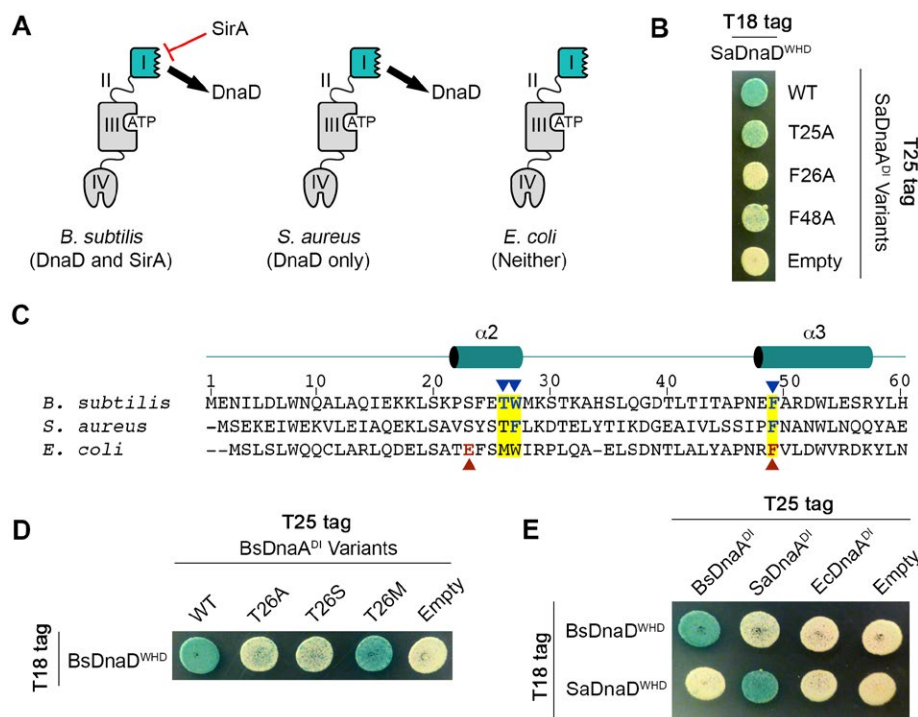 A
SirA
I
II
DnaD
III
ATP
IV
B. subtilis
(DnaD and SirA)
I
II
DnaD
III
ATP
IV
S. aureus
(DnaD only)
I
II
III
ATP
IV
E. coli
(Neither)
B
T18 tag
SaDnaD^WHD
WT
T25A
F26A
F48A
Empty
SaDnaA^DI Variants
T25 tag
C
α2 α3
1 10 20 30 40 50 60
B. subtilis MENILDLWNQALAQIEKKLSKPSFETWMKSTKAHSLQGDTLTITAPNEFARDWLESRYLH
S. aureus -MSEKEIWEKVLEIAQEKLSAVSYSTFLKDTELYTIKDGEAIVLSSIPFNANWLNQQYAE
E. coli --MSLSLWQQCLARLQDELSATEFSMWIRPLQA-ELSDNTLALYAPNRFVLDWVRDKYLN
D
T25 tag
BsDnaA^DI Variants
WT T26A T26S T26M Empty
T18 tag
BsDnaD^WHD
E
T25 tag
BsDnaA^DI SaDnaA^DI EcDnaA^DI Empty
T18 tag
BsDnaD^WHD
SaDnaD^WHD